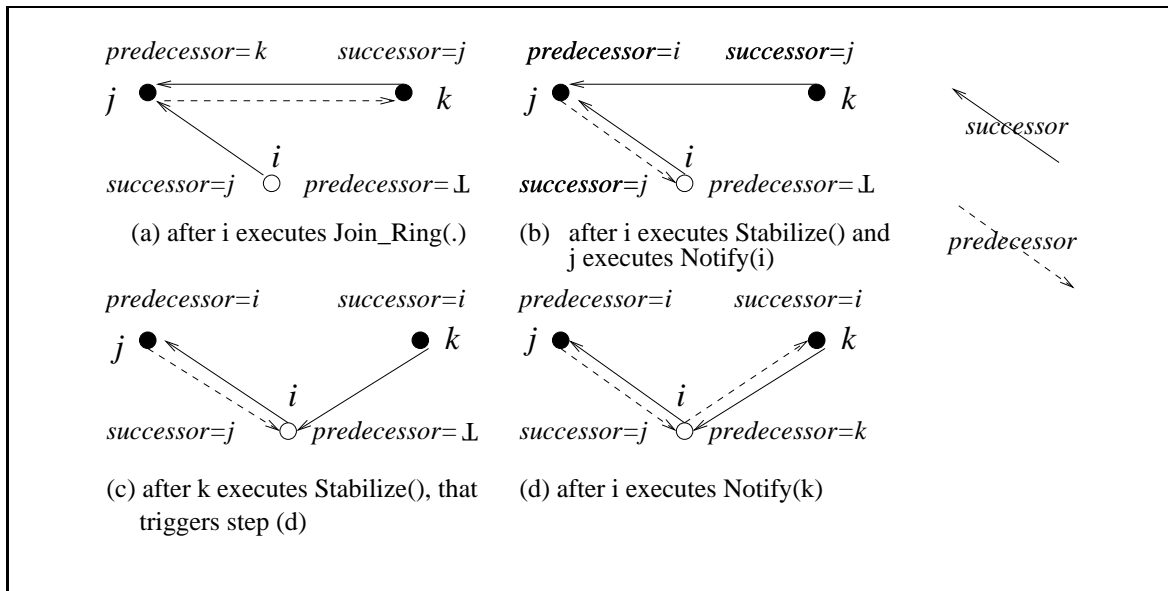 predecessor=k successor=j
j k
i
successor=j predecessor=⊥
(a) after i executes Join_Ring(.)
predecessor=i successor=j
j k
i
successor=j predecessor=⊥
(b) after i executes Stabilize() and
j executes Notify(i)
successor
predecessor
predecessor=i successor=i
j k
i
successor=j predecessor=⊥
(c) after k executes Stabilize(), that
triggers step (d)
predecessor=i successor=i
j k
i
successor=j predecessor=k
(d) after i executes Notify(k)